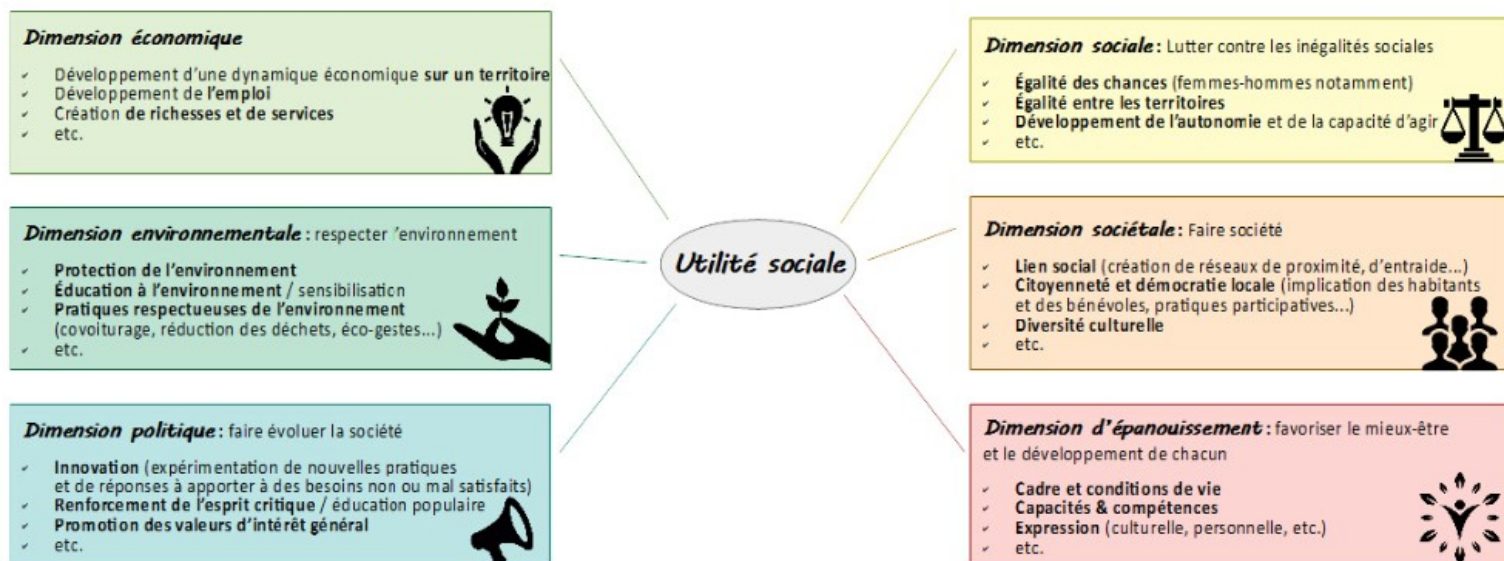 Dimension économique
Développement d'une dynamique économique sur un territoire
Développement de l'emploi
Création de richesses et de services
etc.
Dimension environnementale : respecter 'environnement
Protection de l'environnement
Éducation à l'environnement / sensibilisation
Pratiques respectueuses de l'environnement
(covoiturage, réduction des déchets, éco-gestes...)
etc.
Dimension politique : faire évoluer la société
Innovation (expérimentation de nouvelles pratiques
et de réponses à apporter à des besoins non ou mal satisfaits)
Renforcement de l'esprit critique / éducation populaire
Promotion des valeurs d'intérêt général
etc.
Utilité sociale
Dimension sociale : Lutter contre les inégalités sociales
Égalité des chances (femmes-hommes notamment)
Égalité entre les territoires
Développement de l'autonomie et de la capacité d'agir
etc.
Dimension sociétale : Faire société
Lien social (création de réseaux de proximité, d'entraide...)
Citoyenneté et démocratie locale (implication des habitants
et des bénévoles, pratiques participatives...)
Diversité culturelle
etc.
Dimension d'épanouissement : favoriser le mieux-être
et le développement de chacun
Cadre et conditions de vie
Capacités & compétences
Expression (culturelle, personnelle, etc.)
etc.